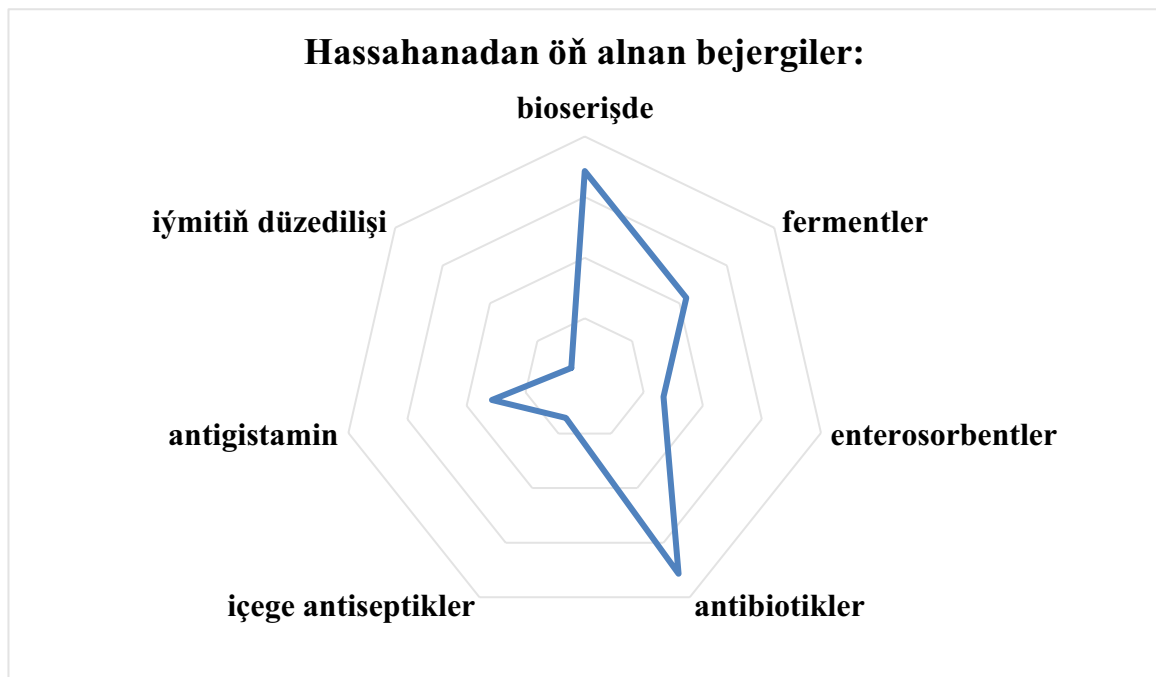 Hassahanadan öň alnan bejergiler:
bioserişde
fermentler
enterosorbentler
antibiotikler
içege antiseptikler
antigistamin
iýmitiň düzedilişi